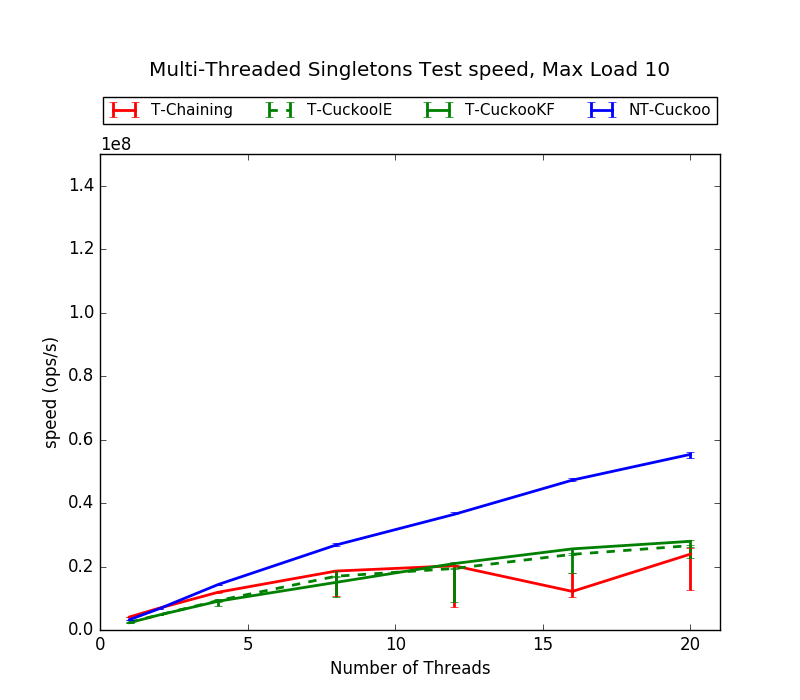 Multi-Threaded Singletons Test speed, Max Load 10
T-Chaining T-CuckooIE T-CuckooKF NT-Cuckoo
1e8
1.4
1.2
1.0
0.8
0.6
0.4
0.2
0.0
speed (ops/s)
0 5 10 15 20
Number of Threads